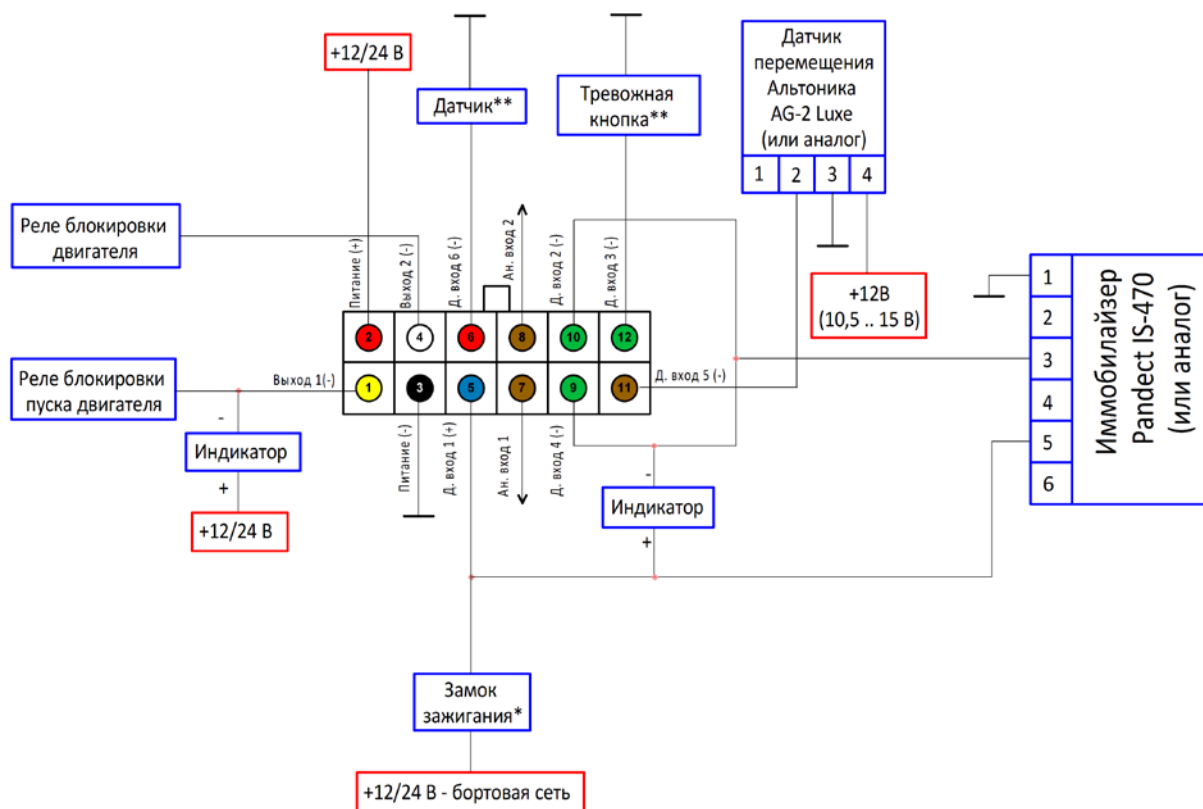 +12/24 В
Датчик**
Тревожная
кнопка**
Датчик
перемещения
Альтоника
AG-2 Luxe
(или аналог)
1
2
3
4
Реле блокировки
двигателя
Питание (+)
Выход 2 (-)
Д. вход 6 (-)
Ан. вход 2
Д. вход 2 (-)
Д. вход 3 (-)
+12В
(10,5 .. 15 В)
1
2
3
4
5
6
Иммобилайзер
Pandect IS-470
(или аналог)
2
4
6
8
10
12
Реле блокировки
пуска двигателя
Выход 1(-)
1
3
5
7
9
11
Д. вход 5 (-)
-
Индикатор
+
+12/24 В
Питание (-)
Д. вход 1 (+)
Ан. вход 1
Д. вход 4 (-)
-
Индикатор
+
Замок
зажигания*
+12/24 В - бортовая сеть